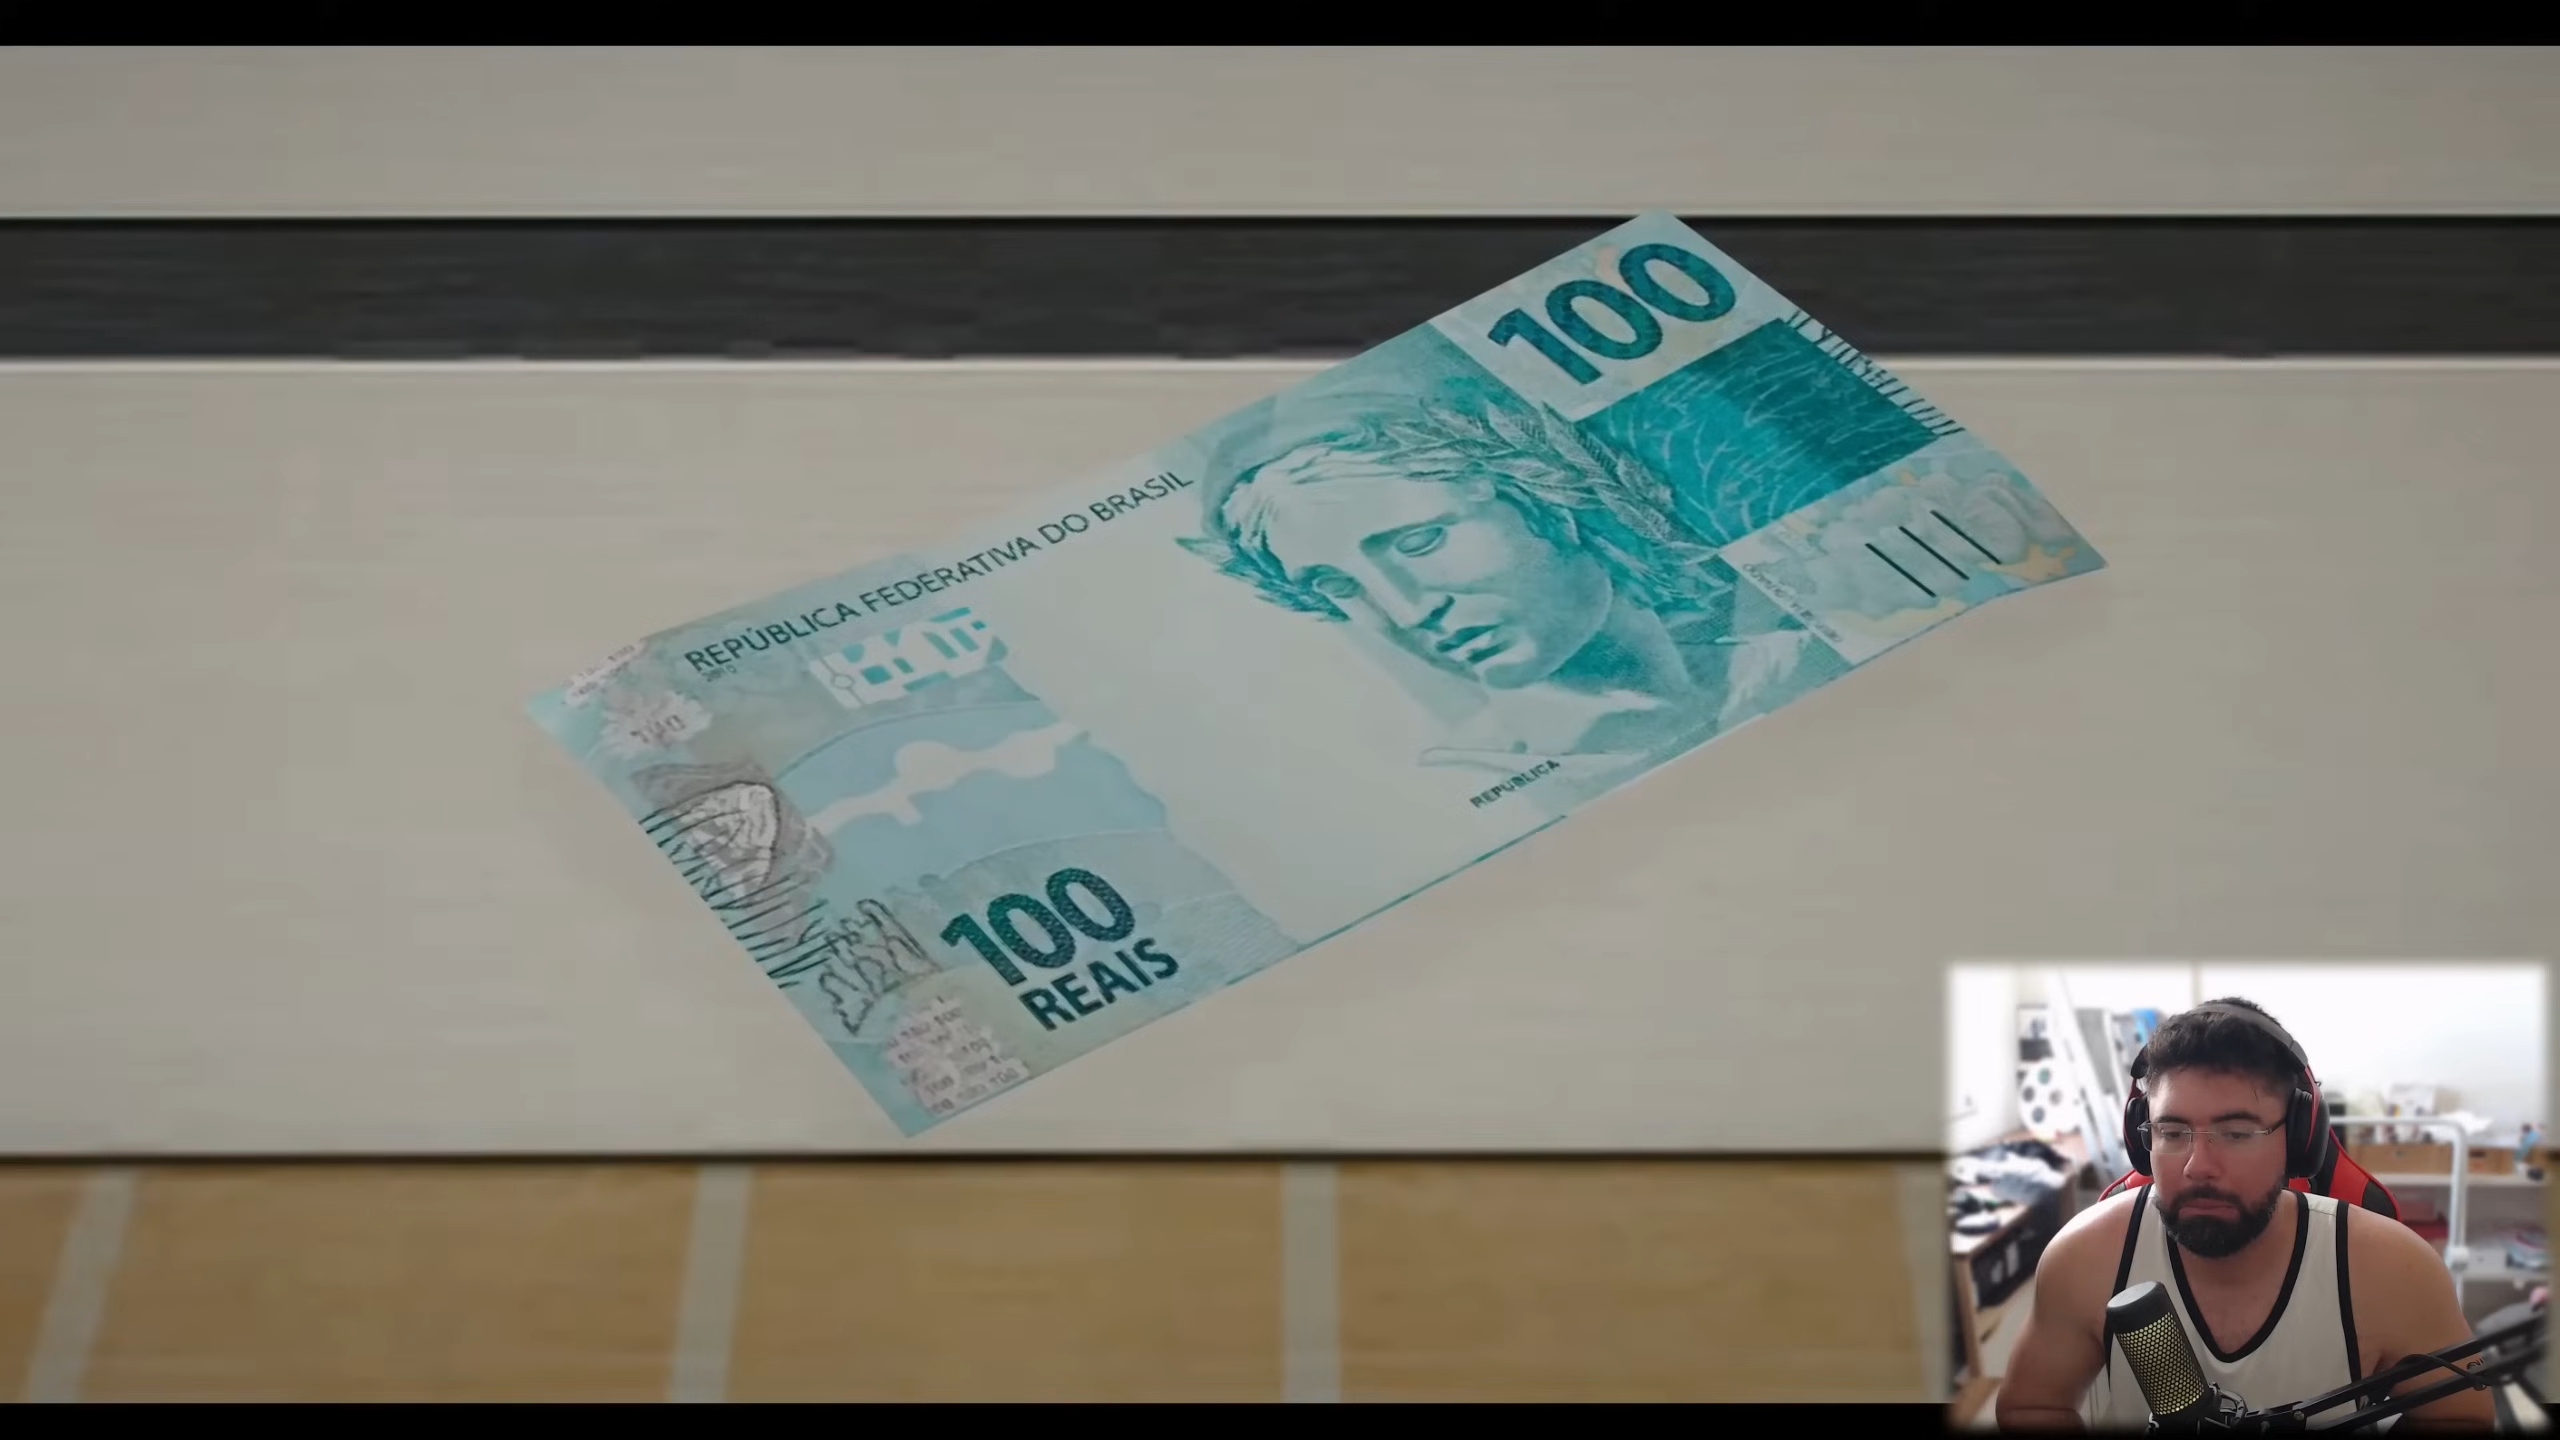 100
REPÚBLICA FEDERATIVA DO BRASIL
REPÚBLICA
100
REAIS